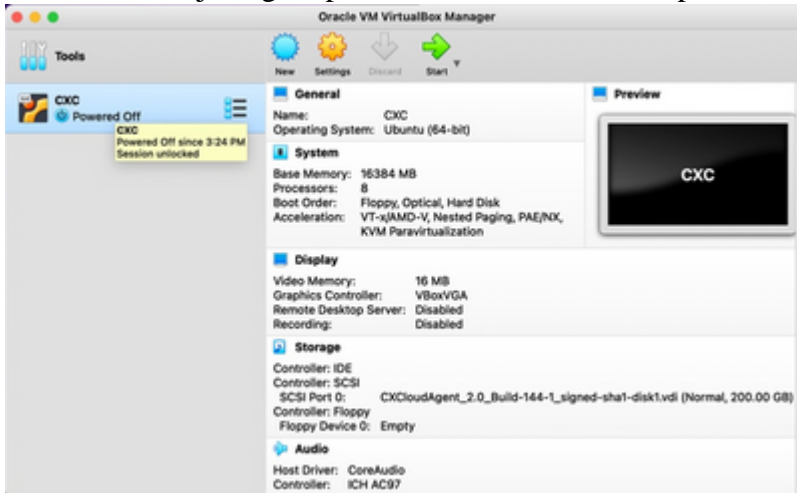 Oracle VM VirtualBox Manager
Tools
New Settings Discard Start
CXC
Powered Off
CXC
Powered Off since 3:24 PM
Session unlocked
General
Name: CXC
Operating System: Ubuntu (64-bit)
System
Base Memory: 16384 MB
Processors: 8
Boot Order: Floppy, Optical, Hard Disk
Acceleration: VT-x/AMD-V, Nested Paging, PAE/NX,
KVM Paravirtualization
Preview
CXC
Display
Video Memory: 16 MB
Graphics Controller: VBoxVGA
Remote Desktop Server: Disabled
Recording: Disabled
Storage
Controller: IDE
Controller: SCSI
SCSI Port 0: CXCloudAgent_2.0_Build-144-1_signed-sha1-disk1.vdi (Normal, 200.00 GB)
Controller: Floppy
Floppy Device 0: Empty
Audio
Host Driver: CoreAudio
Controller: ICH AC97